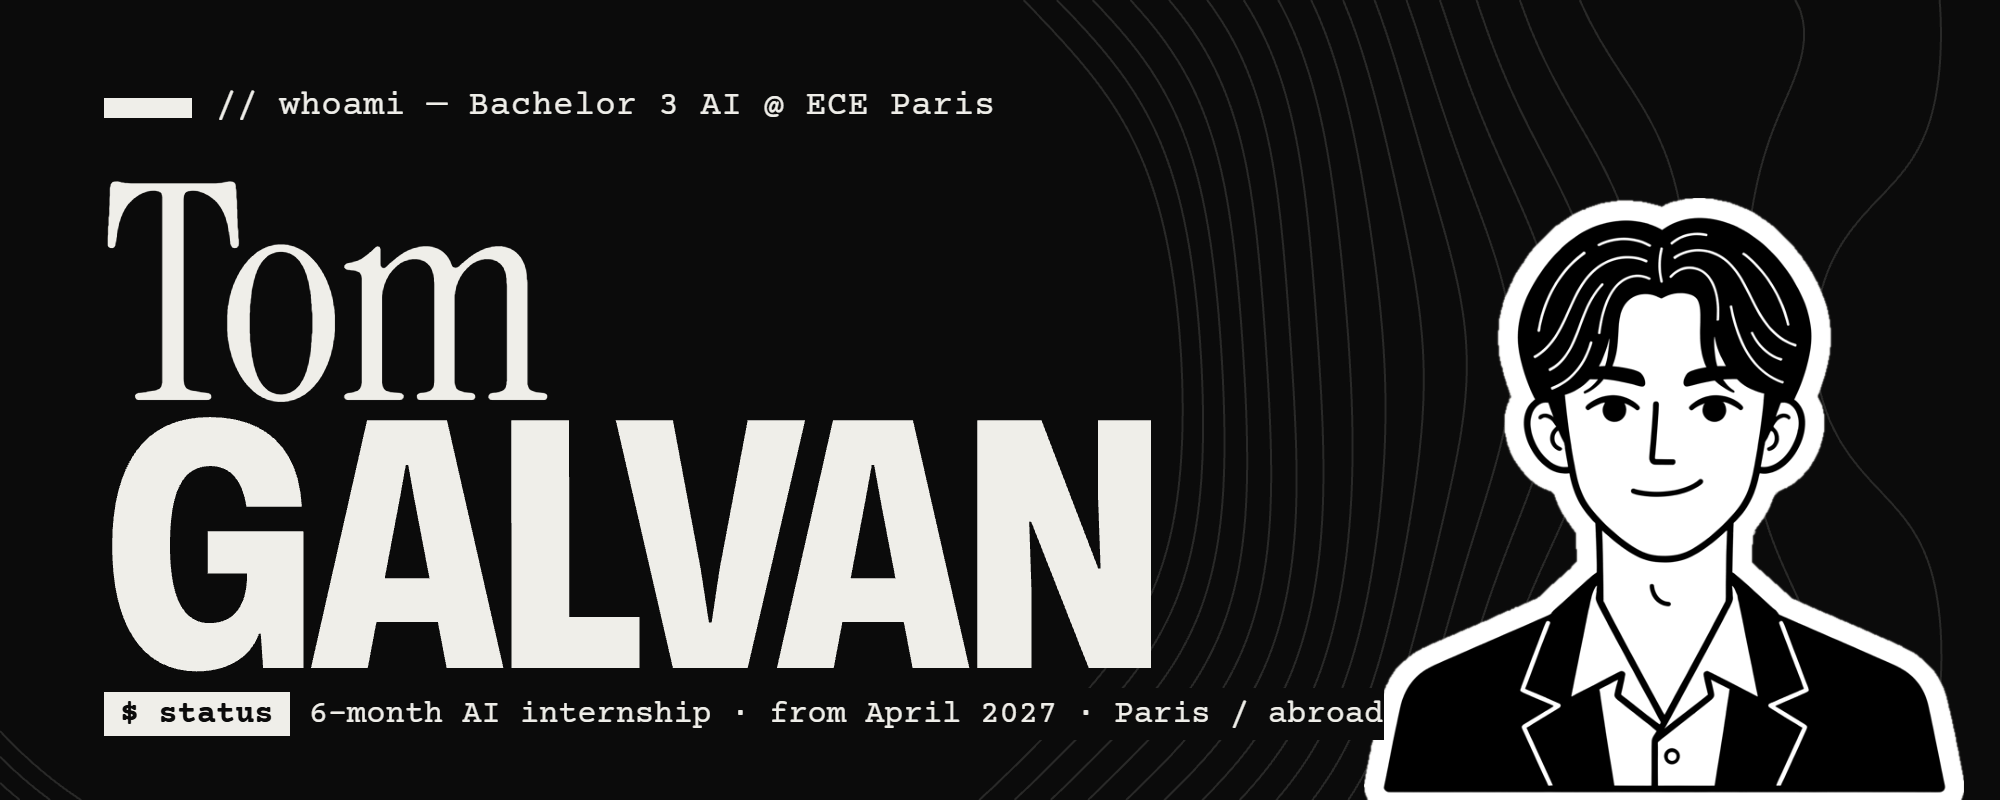 // whoami — Bachelor 3 AI @ ECE Paris
Tom
GALVAN
$ status 6-month AI internship · from April 2027 · Paris / abroad